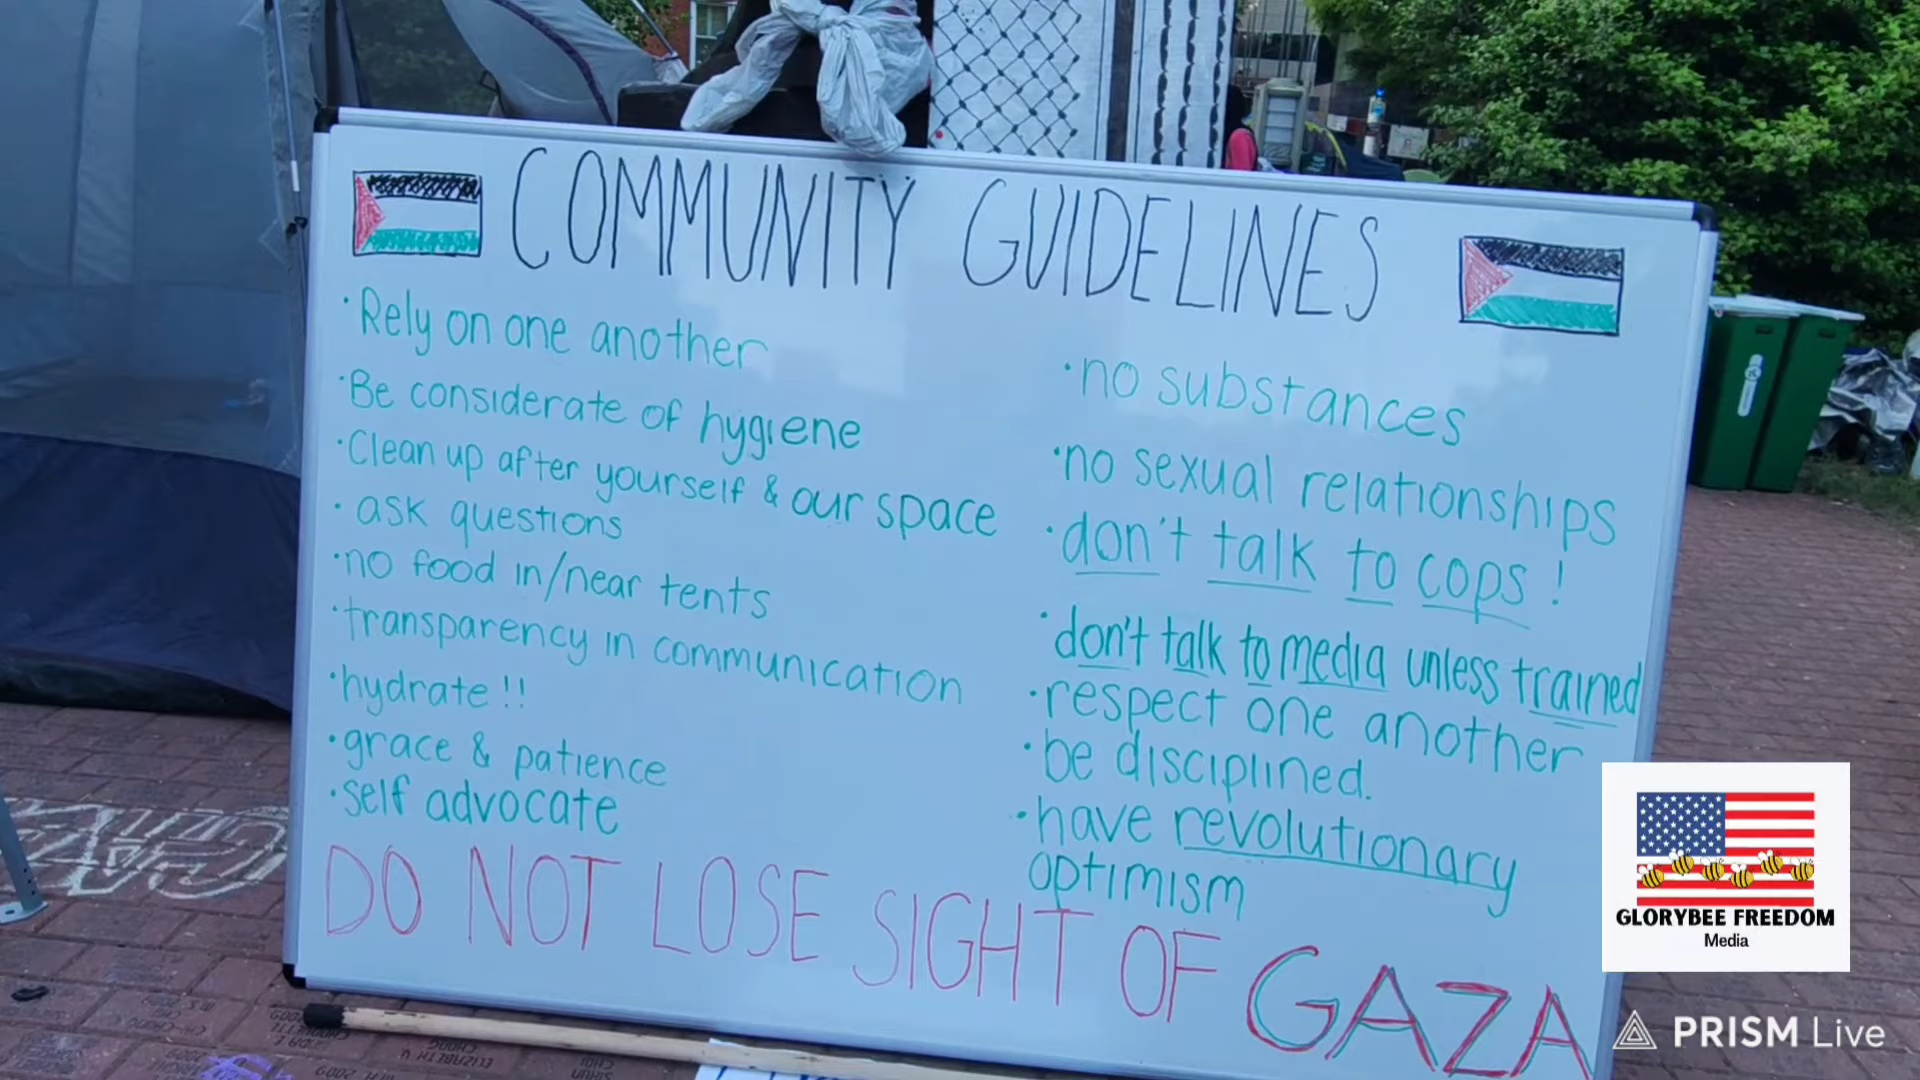 COMMUNITY GUIDELINES
·Rely on one another
·Be considerate of hygiene
·Clean up after yourself & our space
·ask questions
·no food in/near tents
·transparency in communication
·hydrate !!
·grace & patience
·self advocate
·no substances
·no sexual relationships
·don't talk to cops !
·don't talk to media unless trained
·respect one another
·be disciplined.
·have revolutionary
optimism
DO NOT LOSE SIGHT OF GAZA
GLORYBEE FREEDOM
Media
PRISM Live